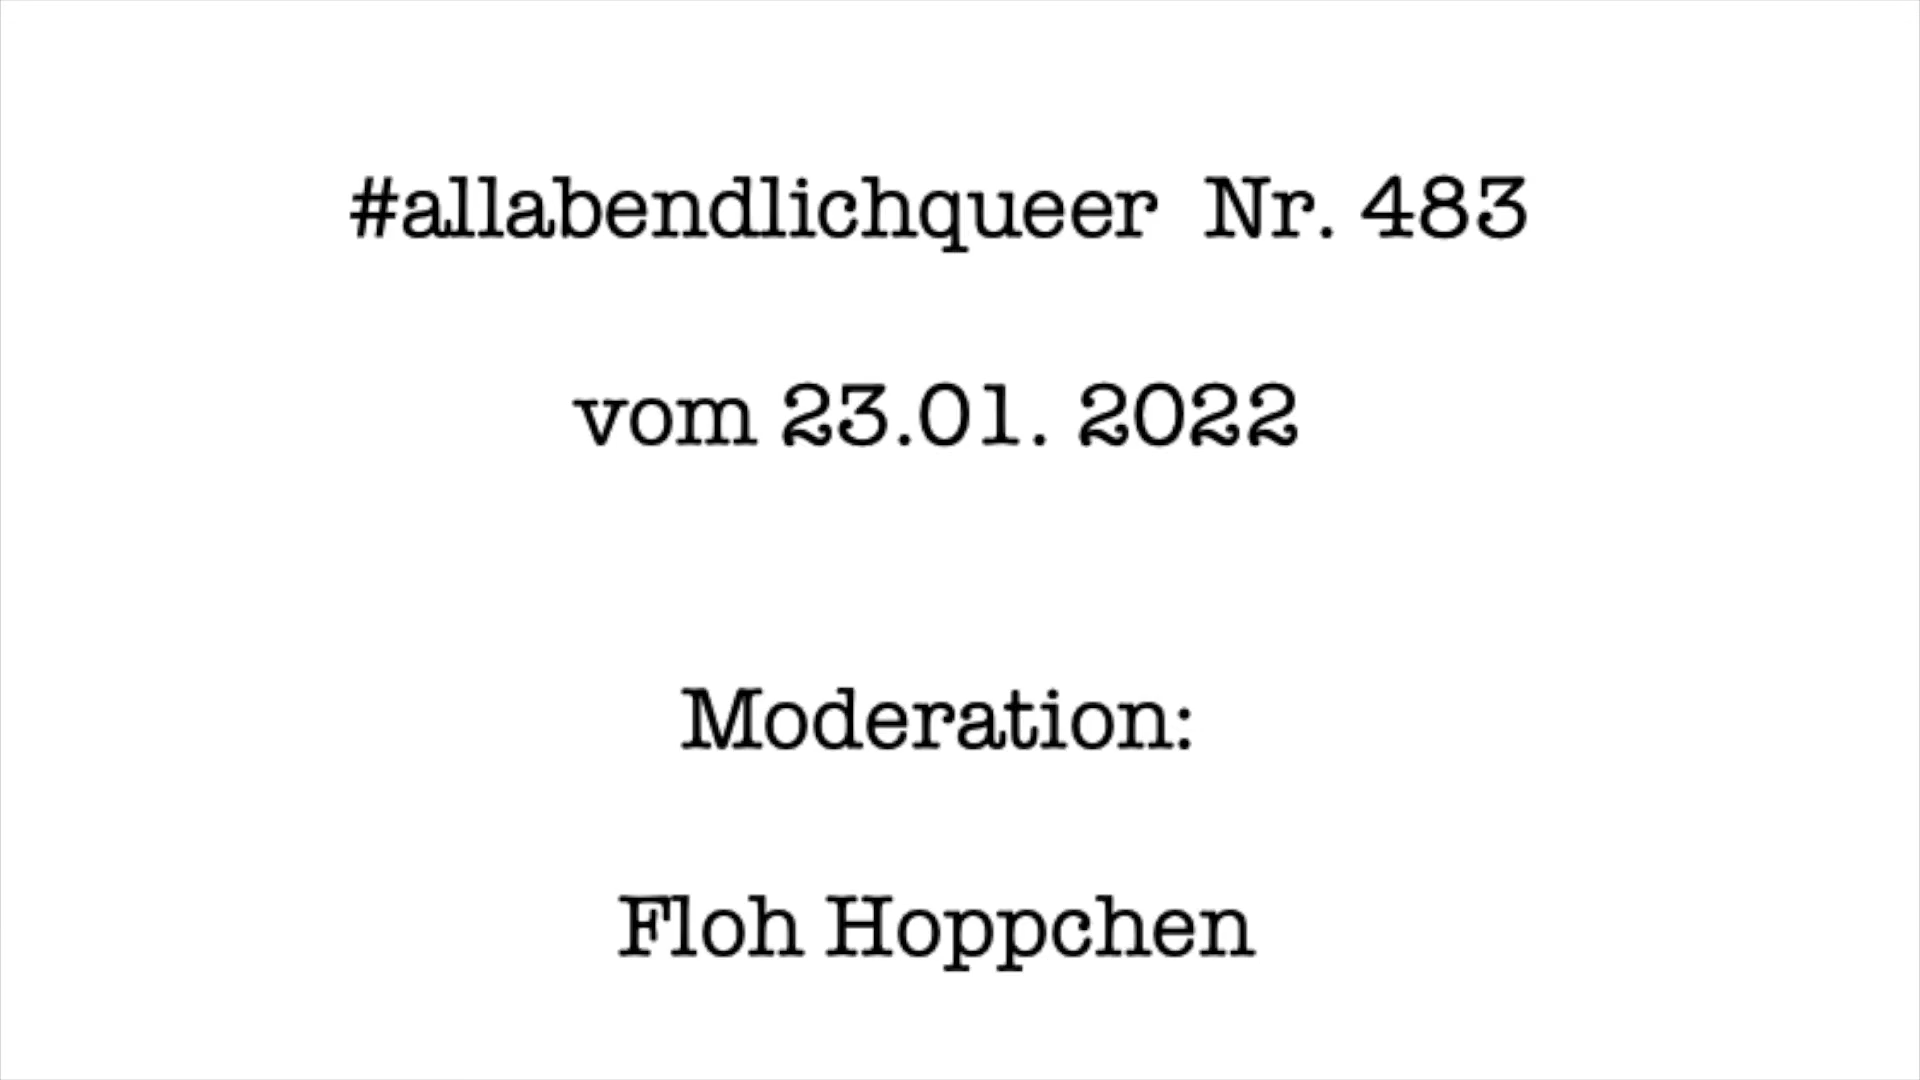 #allabendlichqueer Nr. 483
vom 23.01. 2022
Moderation:
Floh Hoppchen